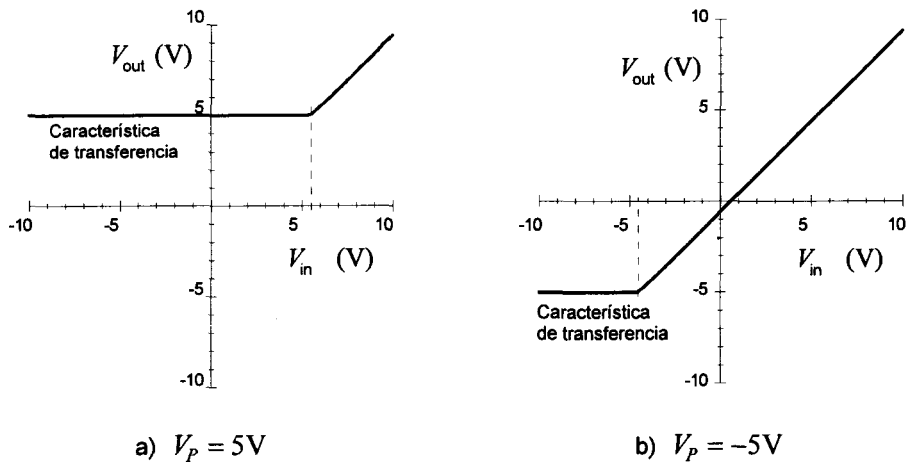 10
V_out (V)
5
Característica
de transferencia
-10
-5
5
10
V_in (V)
-5
-10
a) V_P = 5V
10
V_out (V)
5
-10
-5
0
5
10
V_in (V)
-5
Característica
de transferencia
-10
b) V_P = -5V